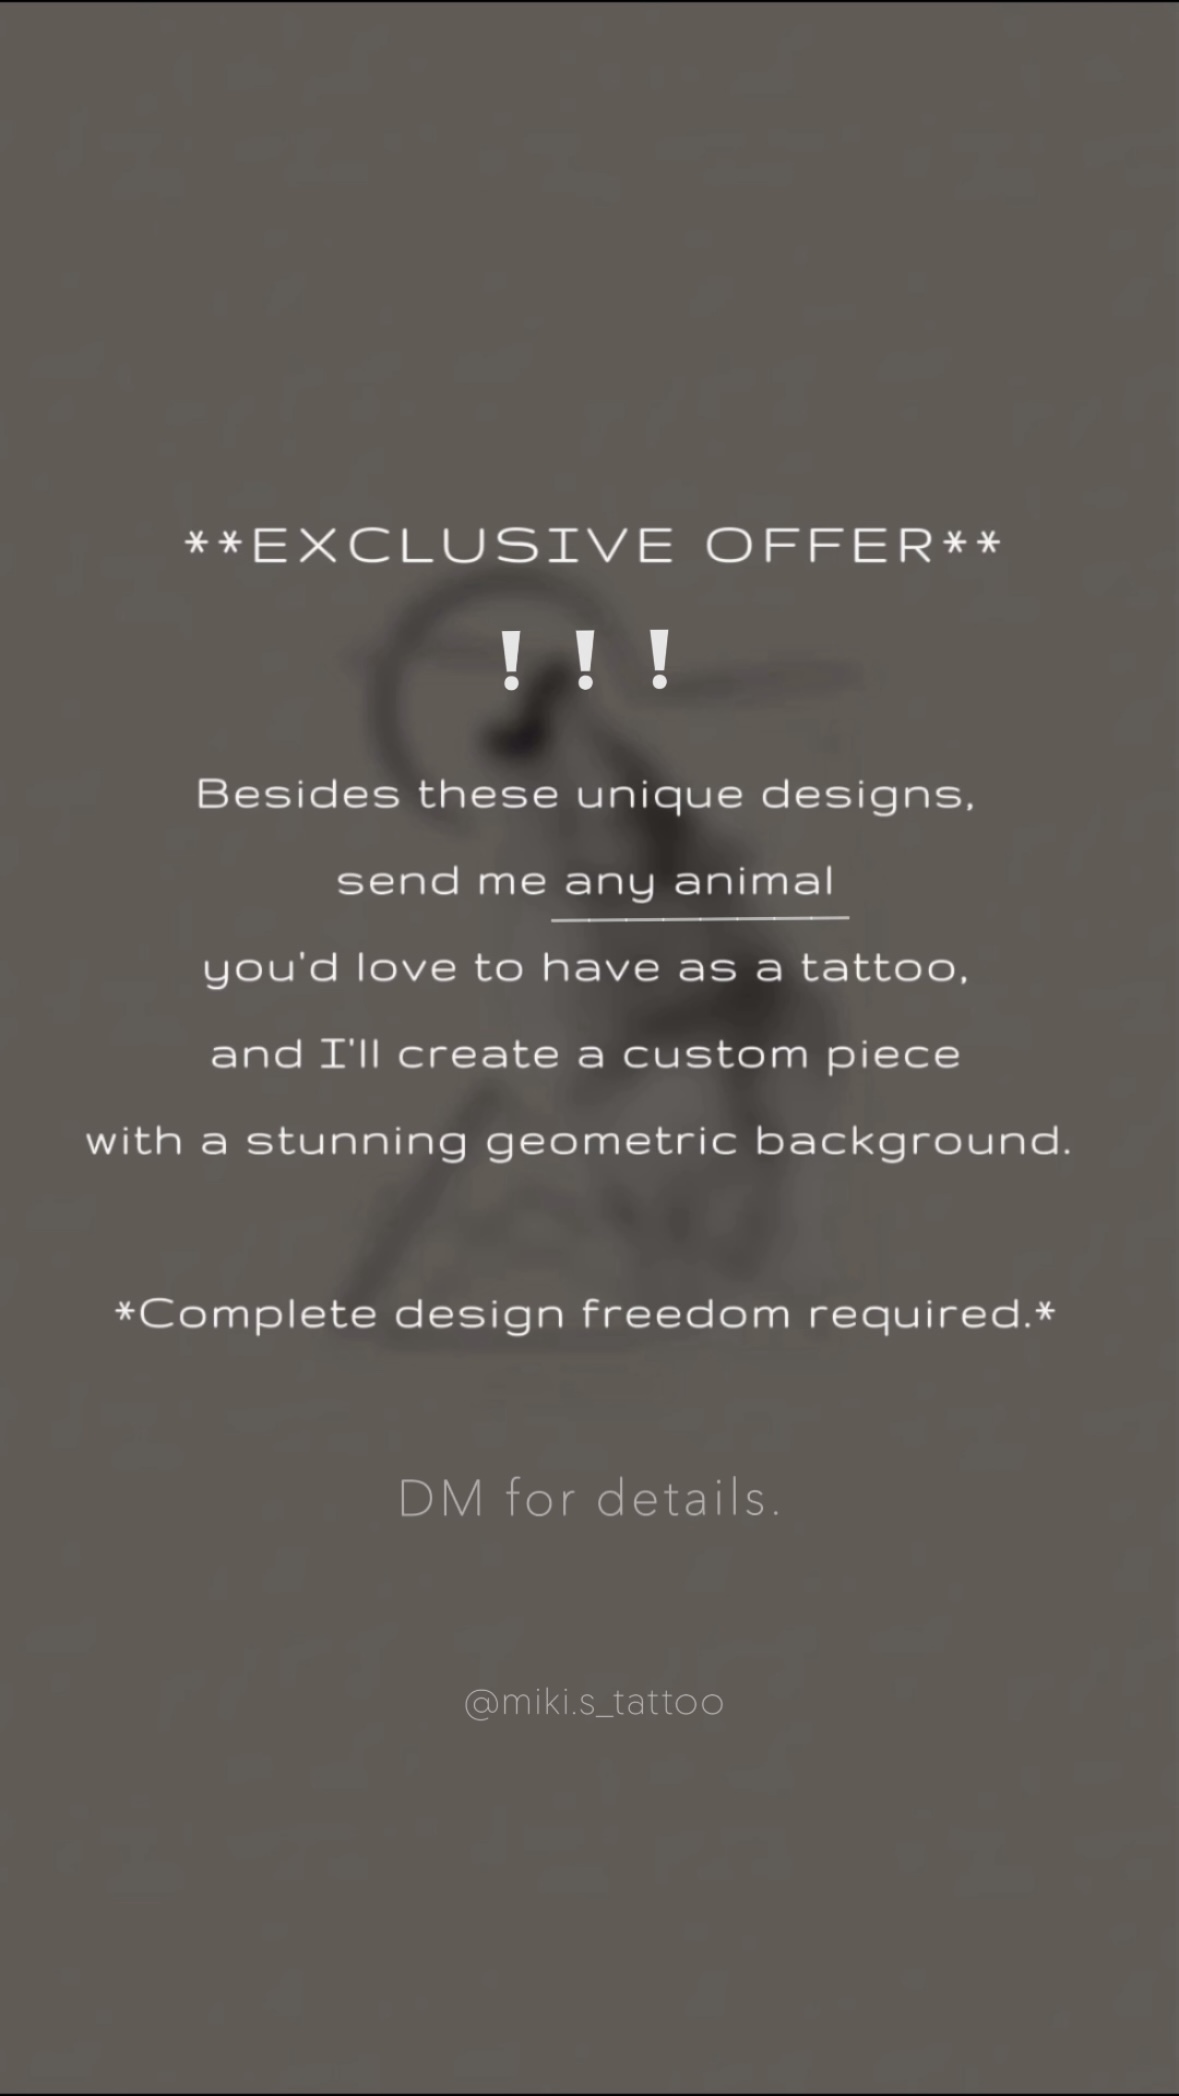 **EXCLUSIVE OFFER**
! ! !
Besides these unique designs,
send me any animal
you'd love to have as a tattoo,
and I'll create a custom piece
with a stunning geometric background.
*Complete design freedom required.*
DM for details.
@miki.s_tattoo